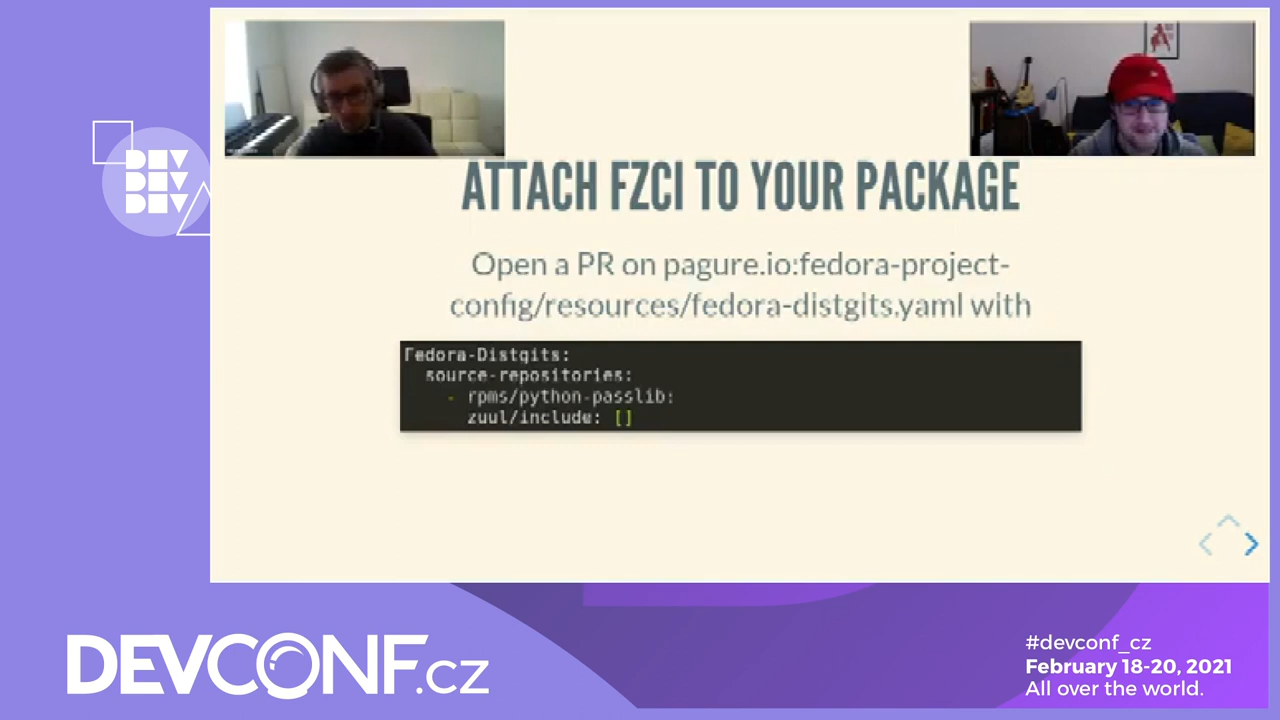 DEV
DEV
DEV
ATTACH FZCI TO YOUR PACKAGE
Open a PR on pagure.io:fedora-project-
config/resources/fedora-distgits.yaml with
Fedora-Distgits:
source-repositories:
- rpms/python-passlib:
zuul/include: []
DEVCONF.cz
#devconf_cz
February 18-20, 2021
All over the world.